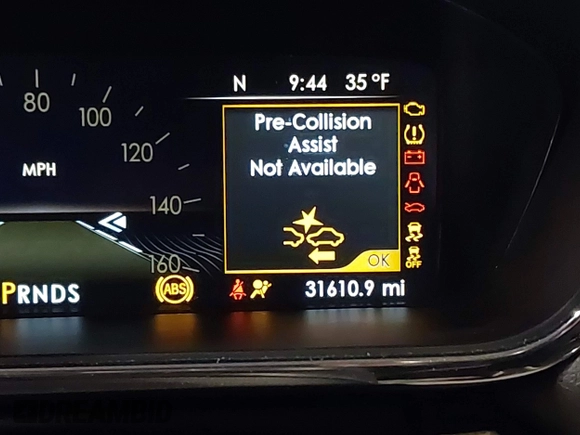 N 9:44 35 °F
80
100
120
140
160
MPH
Pre-Collision
Assist
Not Available
OK
OFF
PRNDS
ABS
31610.9 mi
DREAMBID